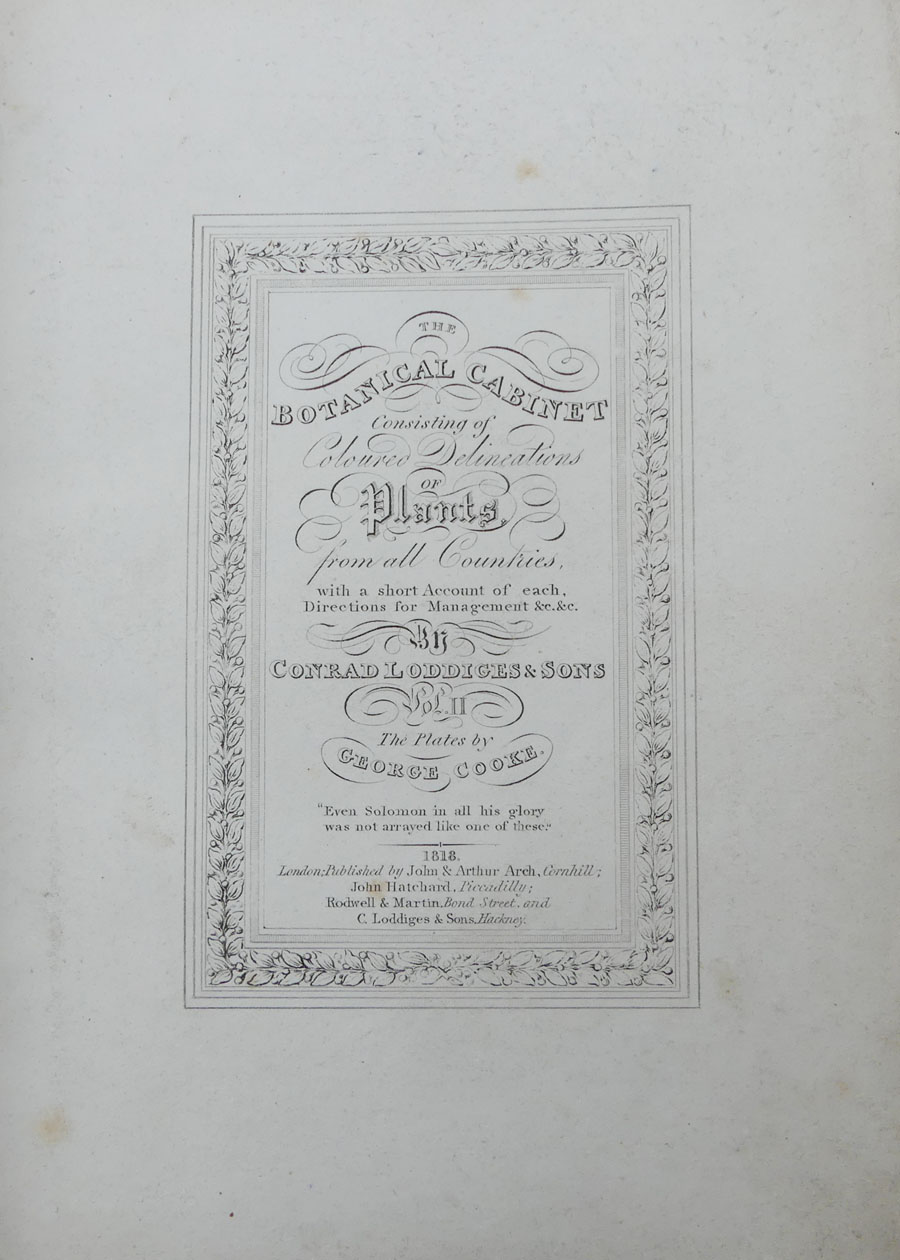 THE
BOTANICAL CABINET
Consisting of
Coloured Delineations
OF
Plants,
from all Countries,
with a short Account of each,
Directions for Management &c.&c.
By
CONRAD LODDIGES & SONS
Vol. II
The Plates by
GEORGE COOKE.
"Even Solomon in all his glory
was not arrayed like one of these."
1818.
London; Published by John & Arthur Arch, Cornhill;
John Hatchard, Piccadilly;
Rodwell & Martin, Bond Street, and
C. Loddiges & Sons, Hackney.